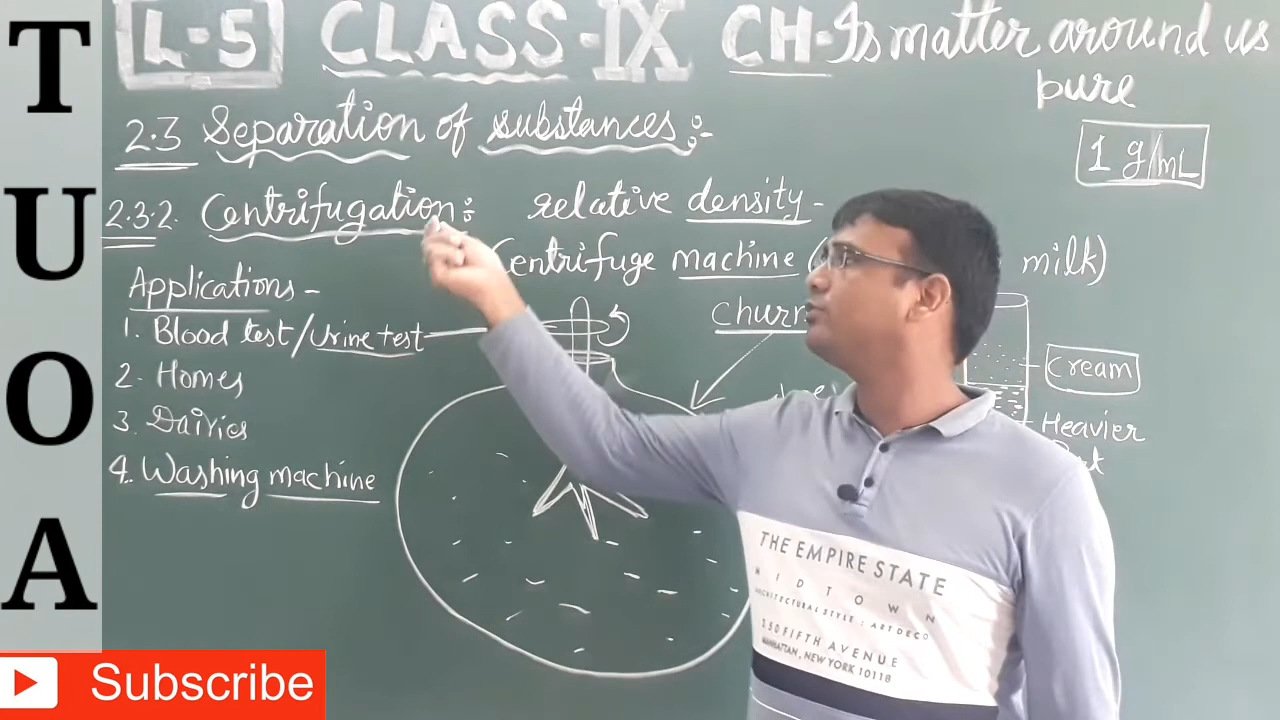 T
U
O
A
L-5 CLASS-IX CH-Is matter around us
pure
1 g/mL
2.3 Separation of substances:-
2.3.2. Centrifugation: relative density-
Centrifuge machine ( milk)
Applications-
1. Blood test/Urine test
2. Homes
3. Dairies
4. Washing machine
Cream
Heavier
THE EMPIRE STATE
MIDTOWN
ARCHITECTURAL STYLE : ART DECO
350 FIFTH AVENUE
MANHATTAN, NEW YORK 10118
Subscribe